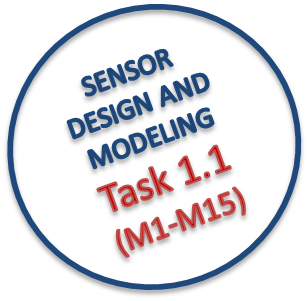 SENSOR
DESIGN AND
MODELING
Task 1.1
(M1-M15)